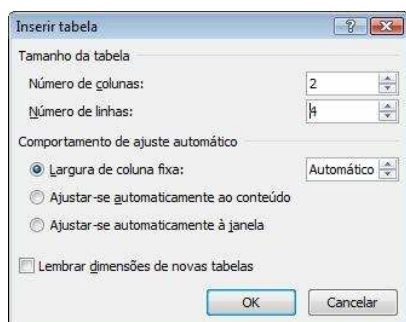 Inserir tabela
Tamanho da tabela
Número de colunas: 2
Número de linhas: 4
Comportamento de ajuste automático
Largura de coluna fixa: Automático
Ajustar-se automaticamente ao conteúdo
Ajustar-se automaticamente à janela
Lembrar dimensões de novas tabelas
OK Cancelar